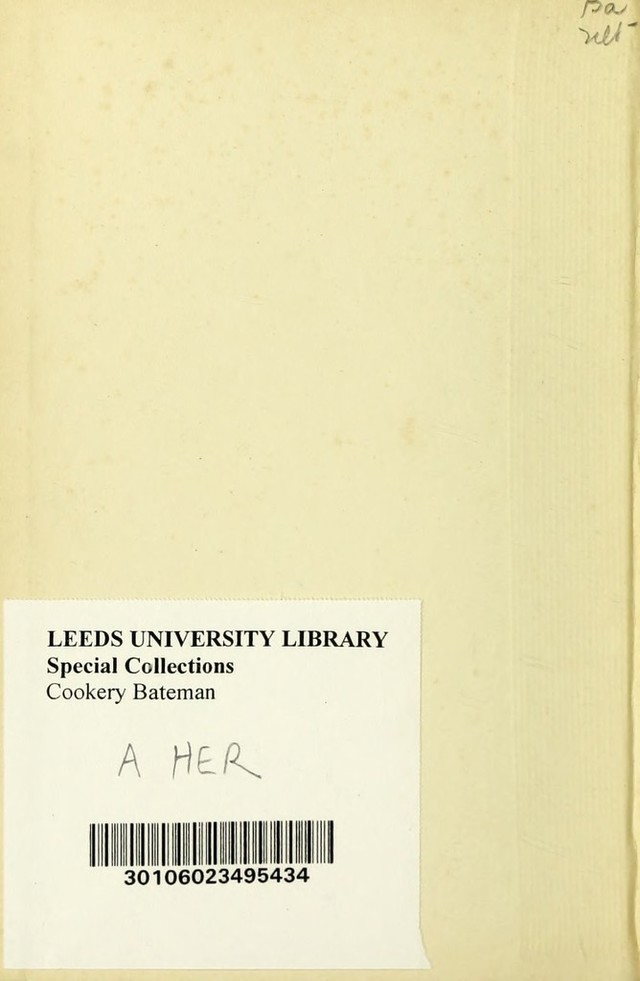 LEEDS UNIVERSITY LIBRARY
Special Collections
Cookery Bateman
A HER
30106023495434